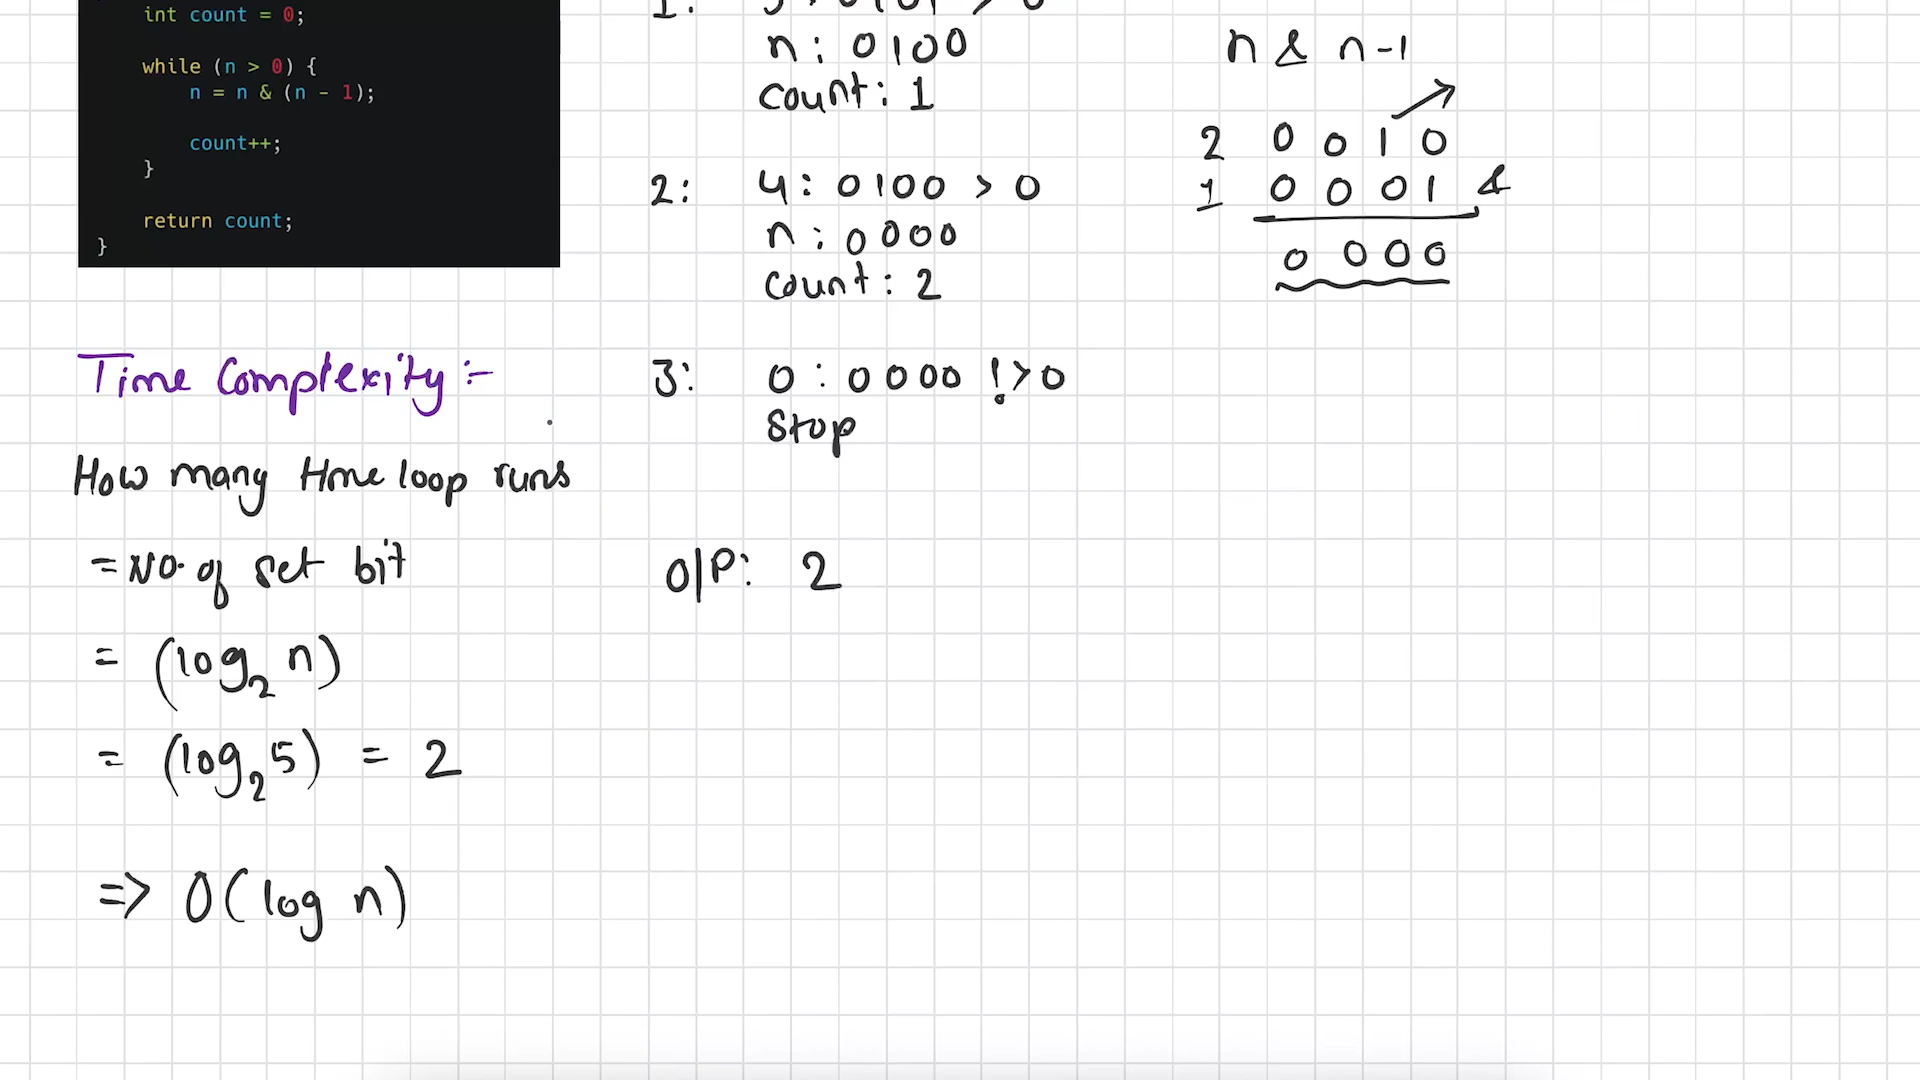 int count = 0;
while (n > 0) {
n = n & (n - 1);
count++;
}
return count;
}
Time Complexity :-
How many time loop runs
= No. of set bit
= (log₂ n)
= (log₂ 5) = 2
=> O(log n)
1:
n : 0100
count : 1
2: 4 : 0100 > 0
n : 0000
count : 2
3: 0 : 0000 !> 0
Stop
O/P: 2
n & n-1
2 0 0 1 0
1 0 0 0 1 &
0 0 0 0